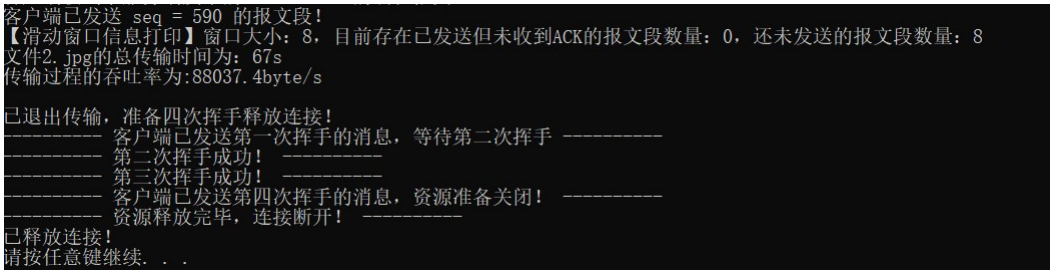 客户端已发送 seq = 590 的报文段！
【滑动窗口信息打印】窗口大小：8，目前存在已发送但未收到ACK的报文段数量：0，还未发送的报文段数量：8
文件2.jpg的总传输时间为：67s
传输过程的吞吐率为:88037.4byte/s
已退出传输，准备四次挥手释放连接！
---------- 客户端已发送第一次挥手的消息，等待第二次挥手 ----------
---------- 第二次挥手成功！ ----------
---------- 第三次挥手成功！ ----------
---------- 客户端已发送第四次挥手的消息，资源准备关闭！ ----------
---------- 资源释放完毕，连接断开！ ----------
已释放连接！
请按任意键继续. . .